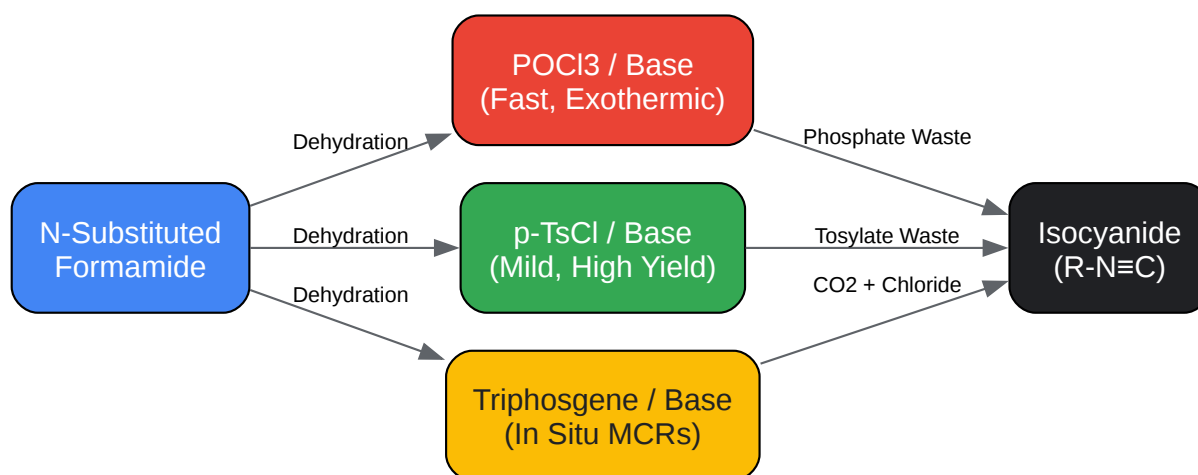 N-Substituted
Formamide
Dehydration
Dehydration
Dehydration
POCl3 / Base
(Fast, Exothermic)
p-TsCl / Base
(Mild, High Yield)
Triphosgene / Base
(In Situ MCRs)
Phosphate Waste
Tosylate Waste
CO2 + Chloride
Isocyanide
(R-N≡C)